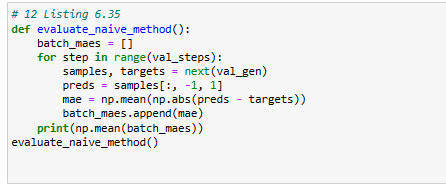 # 12 Listing 6.35
def evaluate_naive_method():
    batch_maes = []
    for step in range(val_steps):
        samples, targets = next(val_gen)
        preds = samples[:, -1, 1]
        mae = np.mean(np.abs(preds - targets))
        batch_maes.append(mae)
    print(np.mean(batch_maes))
evaluate_naive_method()